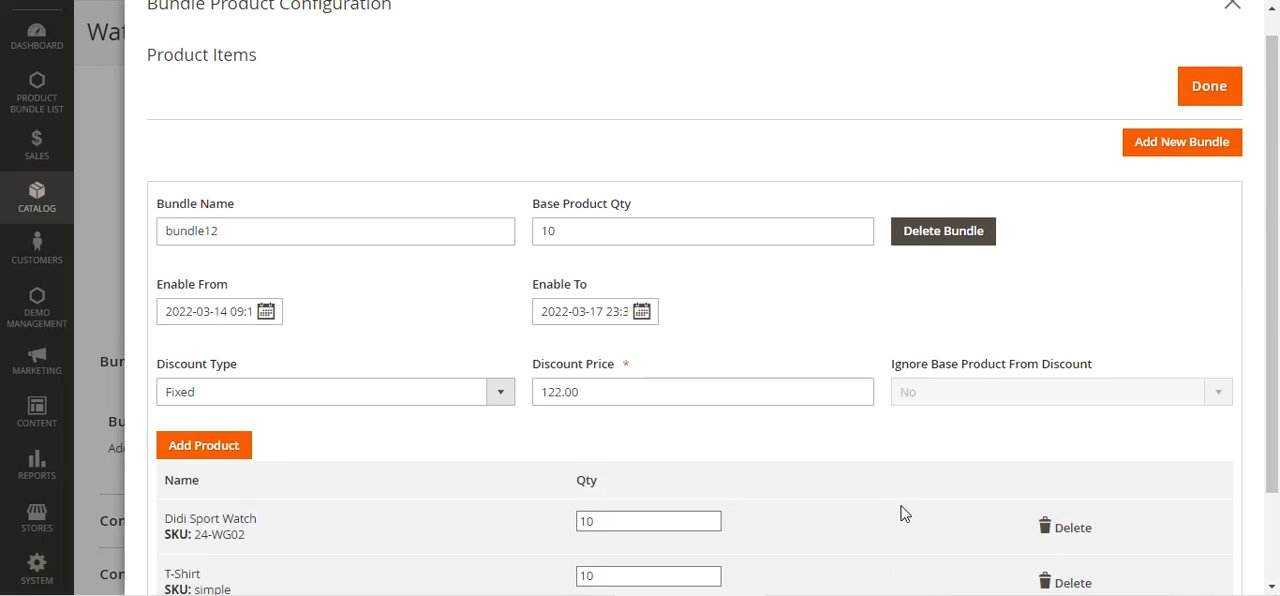 Bundle Product Configuration
Product Items
Done
Add New Bundle
DASHBOARD
PRODUCT
BUNDLE LIST
SALES
CATALOG
CUSTOMERS
DEMO
MANAGEMENT
MARKETING
CONTENT
REPORTS
STORES
SYSTEM
Bundle Name
bundle12
Base Product Qty
10
Delete Bundle
Enable From
2022-03-14 09:1
Enable To
2022-03-17 23:3
Discount Type
Fixed
Discount Price *
122.00
Ignore Base Product From Discount
No
Add Product
Name
Qty
Didi Sport Watch
SKU: 24-WG02
10
Delete
T-Shirt
SKU: simple
10
Delete